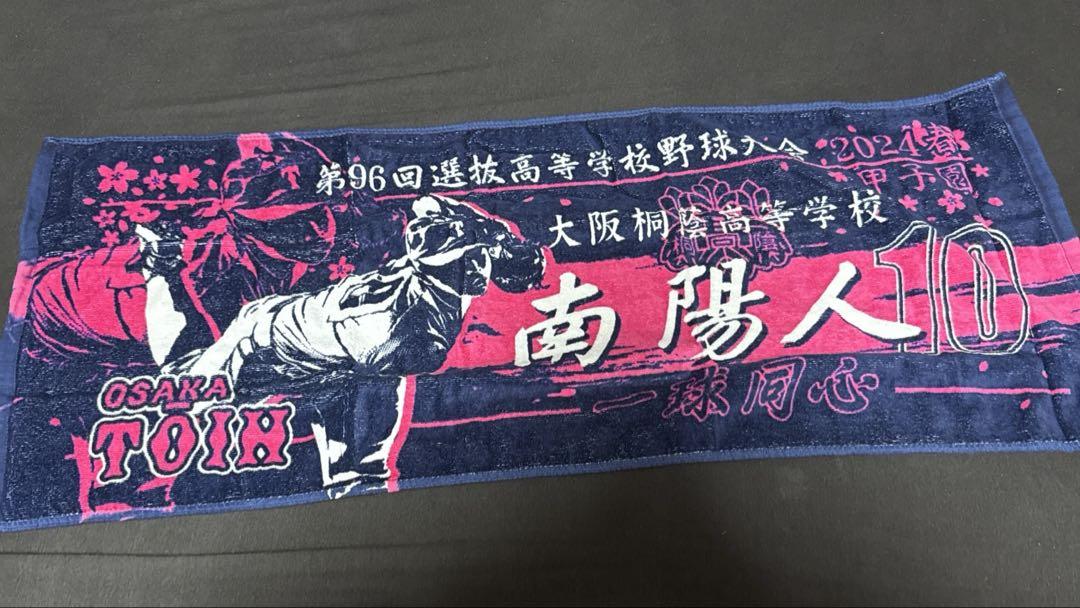 第96回選抜高等学校野球大会
2024春
甲子園
大阪桐蔭高等学校
南陽人
10
一球同心
OSAKA
TŌIN